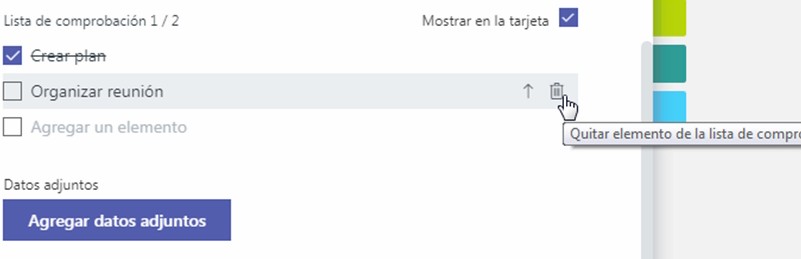 Lista de comprobación 1 / 2
Mostrar en la tarjeta
Crear plan
Organizar reunión
Agregar un elemento
Quitar elemento de la lista de compro
Datos adjuntos
Agregar datos adjuntos